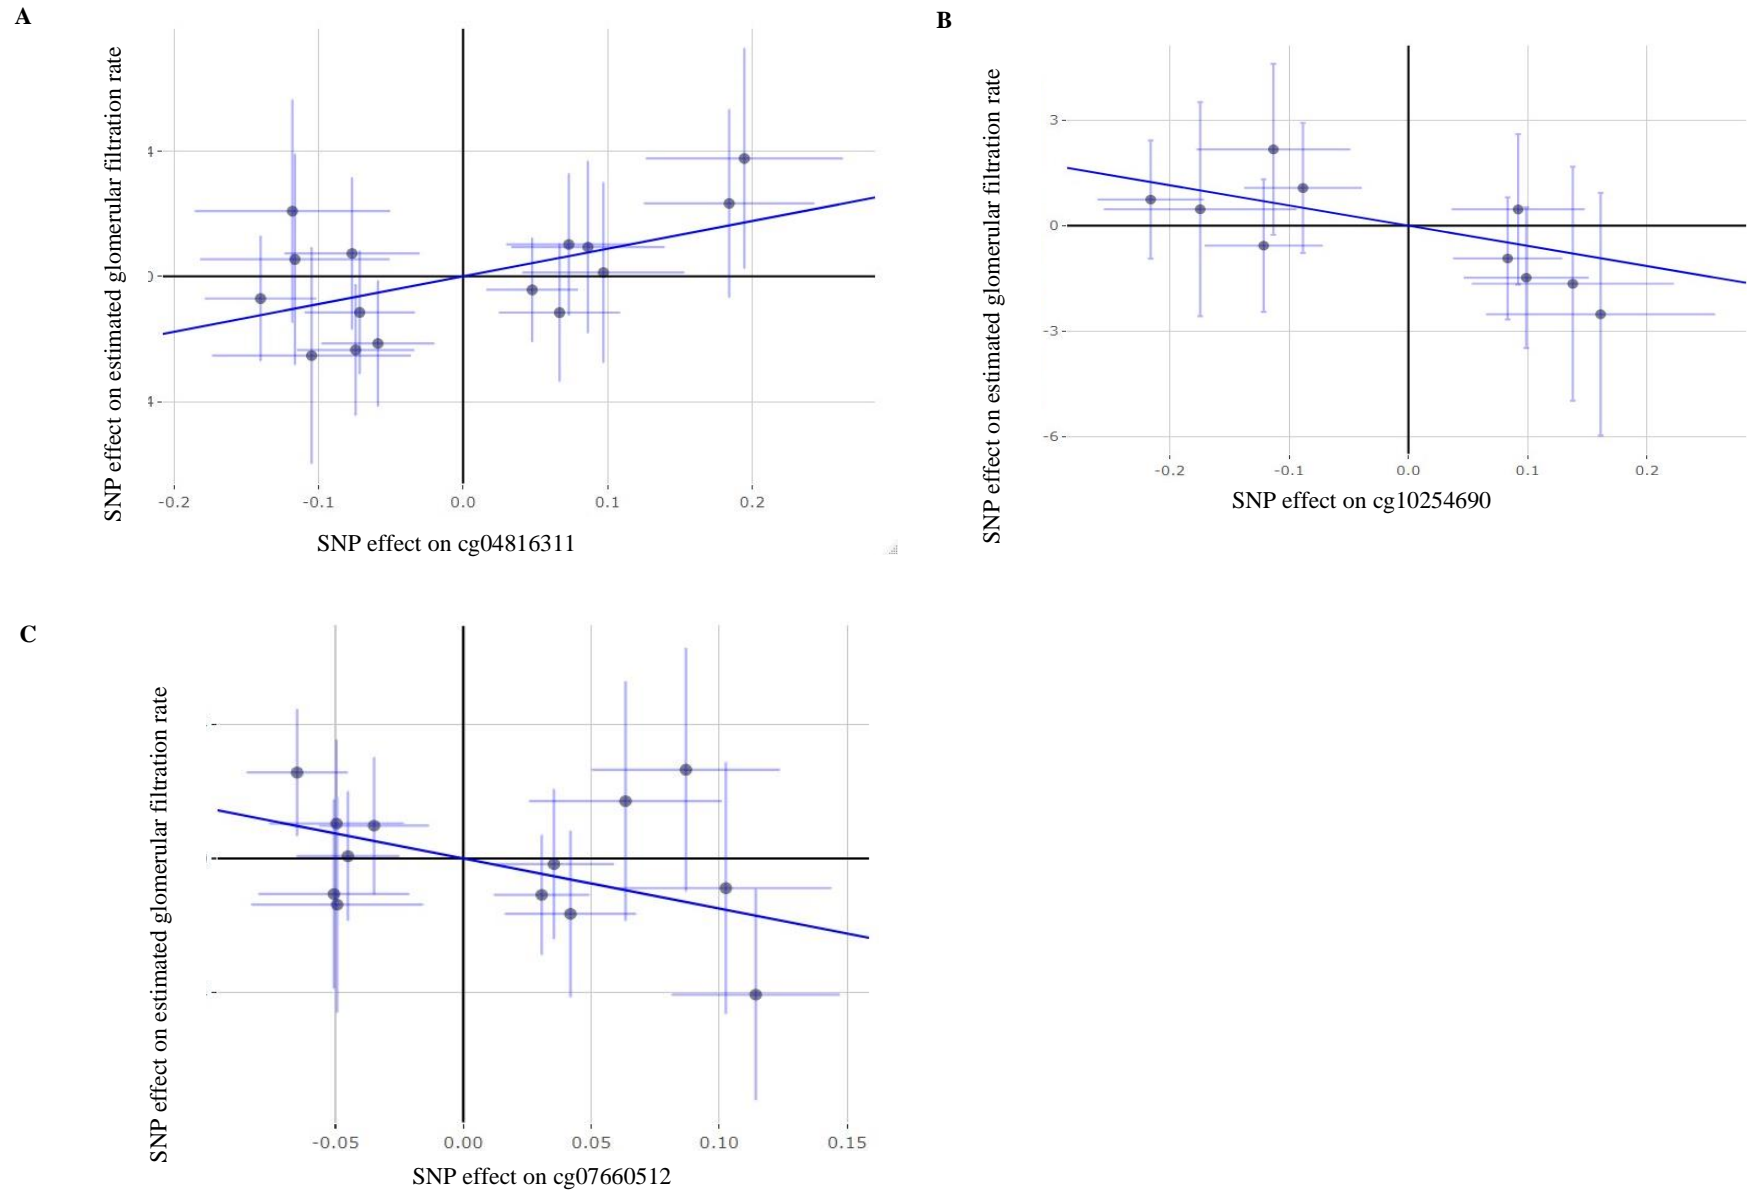 A
SNP effect on estimated glomerular filtration rate
-0.2 -0.1 0.0 0.1 0.2
SNP effect on cg04816311
B
SNP effect on estimated glomerular filtration rate
3
0
-3
-6
-0.2 -0.1 0.0 0.1 0.2
SNP effect on cg10254690
C
SNP effect on estimated glomerular filtration rate
-0.05 0.00 0.05 0.10 0.15
SNP effect on cg07660512